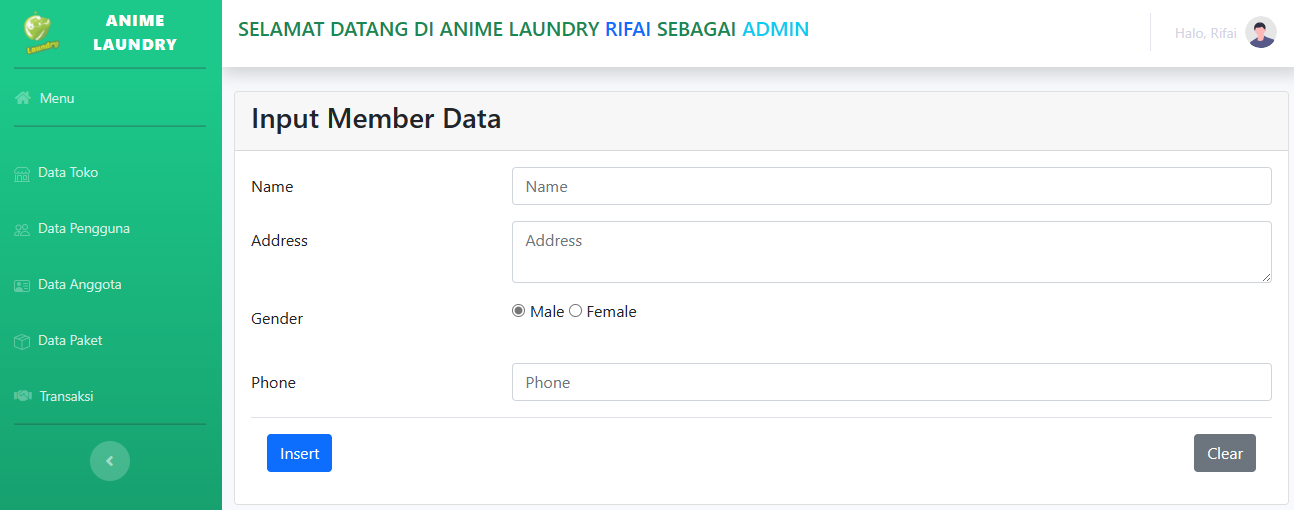 Laundry
ANIME
LAUNDRY
SELAMAT DATANG DI ANIME LAUNDRY RIFAI SEBAGAI ADMIN
Halo, Rifai
Menu
Data Toko
Data Pengguna
Data Anggota
Data Paket
Transaksi
Input Member Data
Name
Name
Address
Address
Gender
Male Female
Phone
Phone
Insert
Clear